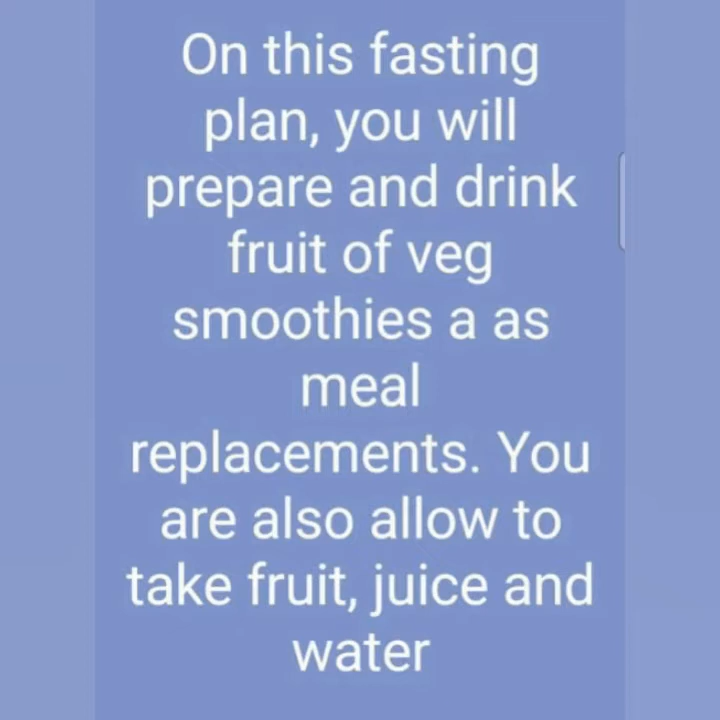 On this fasting
plan, you will
prepare and drink
fruit of veg
smoothies a as
meal
replacements. You
are also allow to
take fruit, juice and
water